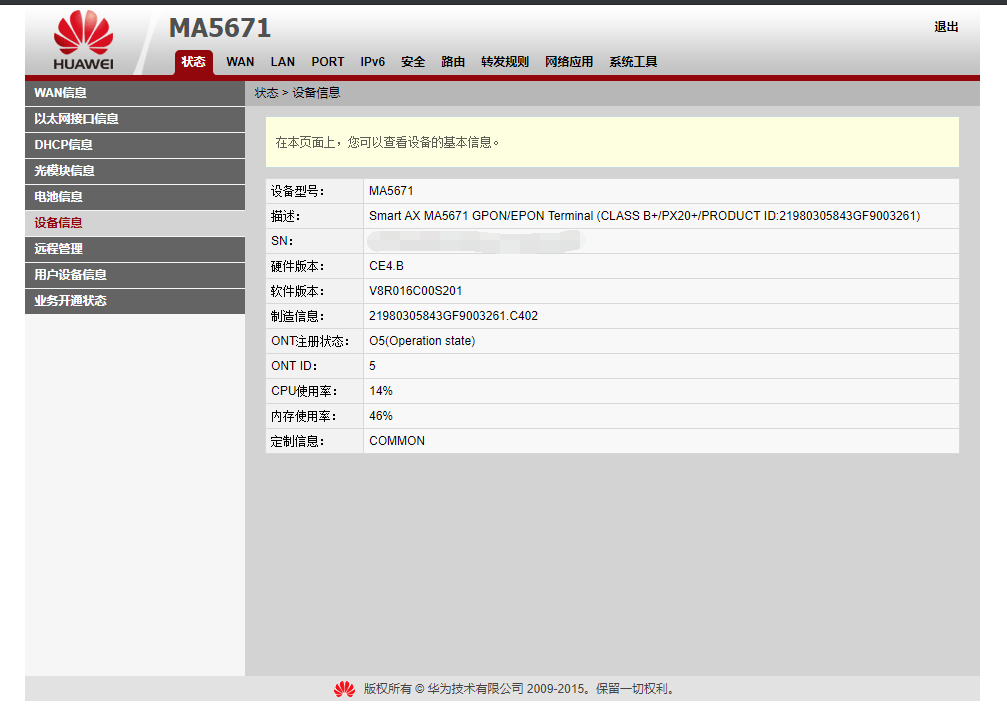 MA5671
退出
HUAWEI
状态 WAN LAN PORT IPv6 安全 路由 转发规则 网络应用 系统工具
WAN信息
以太网接口信息
DHCP信息
光模块信息
电池信息
设备信息
远程管理
用户设备信息
业务开通状态
状态 > 设备信息
在本页面上，您可以查看设备的基本信息。
设备型号： MA5671
描述： Smart AX MA5671 GPON/EPON Terminal (CLASS B+/PX20+/PRODUCT ID:21980305843GF9003261)
SN：
硬件版本： CE4.B
软件版本： V8R016C00S201
制造信息： 21980305843GF9003261.C402
ONT注册状态： O5(Operation state)
ONT ID： 5
CPU使用率： 14%
内存使用率： 46%
定制信息： COMMON
版权所有 © 华为技术有限公司 2009-2015。保留一切权利。